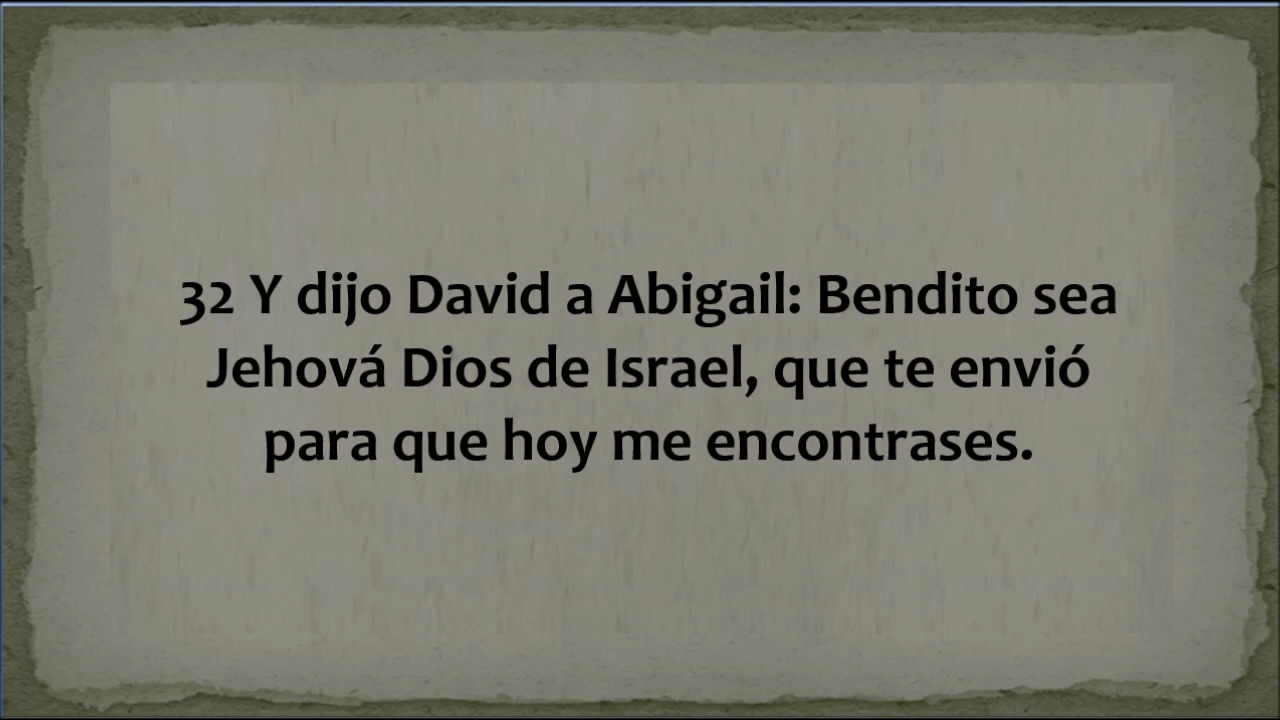 32 Y dijo David a Abigail: Bendito sea
Jehová Dios de Israel, que te envió
para que hoy me encontrases.